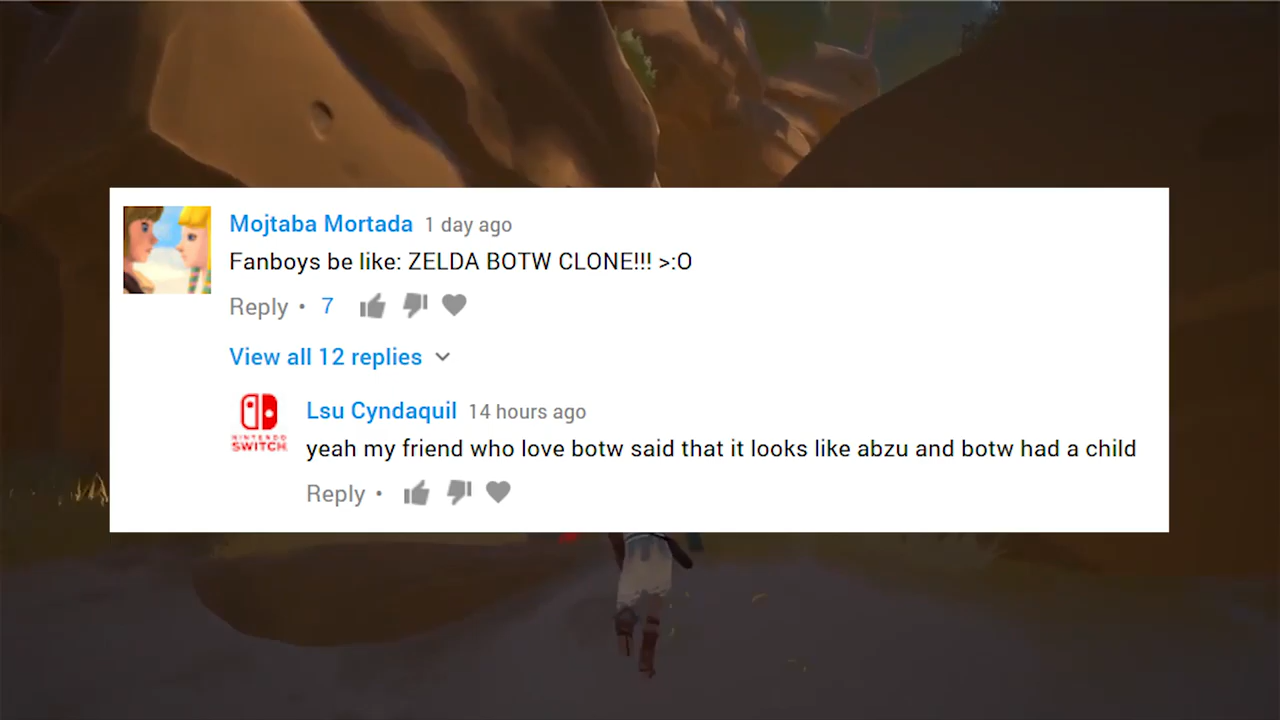 Mojtaba Mortada 1 day ago
Fanboys be like: ZELDA BOTW CLONE!!! >:O
Reply • 7
View all 12 replies
NINTENDO
SWITCH
Lsu Cyndaquil 14 hours ago
yeah my friend who love botw said that it looks like abzu and botw had a child
Reply •